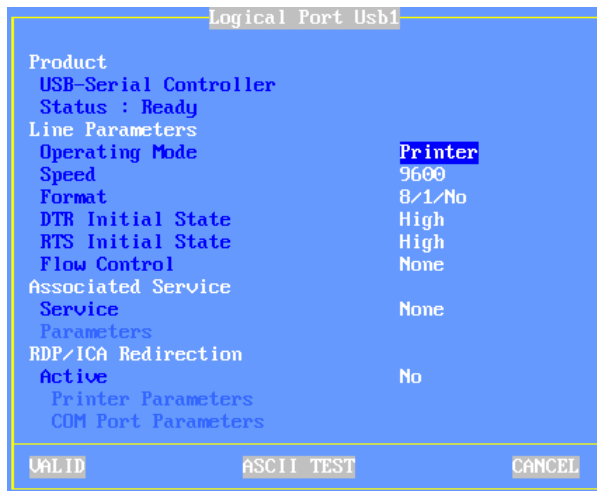 Logical Port Usb1
Product
USB-Serial Controller
Status : Ready
Line Parameters
Operating Mode Printer
Speed 9600
Format 8/1/No
DTR Initial State High
RTS Initial State High
Flow Control None
Associated Service
Service None
Parameters
RDP/ICA Redirection
Active No
Printer Parameters
COM Port Parameters
VALID ASCII TEST CANCEL